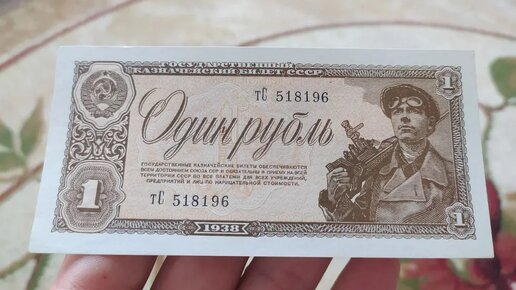 ГОСУДАРСТВЕННЫЙ
КАЗНАЧЕЙСКИЙ БИЛЕТ СССР
1
тС 518196
Один рубль
ГОСУДАРСТВЕННЫЕ КАЗНАЧЕЙСКИЕ БИЛЕТЫ ОБЕСПЕЧИВАЮТСЯ
ВСЕМ ДОСТОЯНИЕМ СОЮЗА ССР И ОБЯЗАТЕЛЬНЫ К ПРИЕМУ НА ВСЕЙ
ТЕРРИТОРИИ СССР ВО ВСЕ ПЛАТЕЖИ ДЛЯ ВСЕХ УЧРЕЖДЕНИЙ,
ПРЕДПРИЯТИЙ И ЛИЦ ПО НАРИЦАТЕЛЬНОЙ СТОИМОСТИ.
1
тС 518196
1938
1